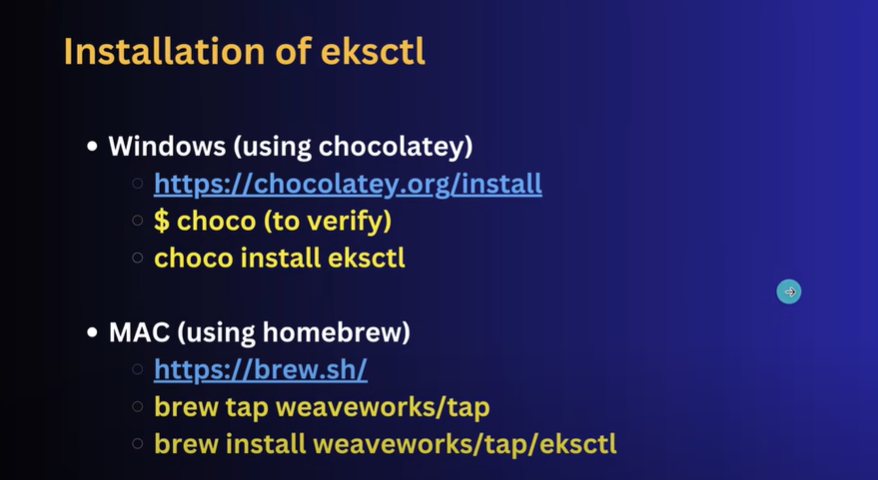 Installation of eksctl
• Windows (using chocolatey)
○ https://chocolatey.org/install
○ $ choco (to verify)
○ choco install eksctl
• MAC (using homebrew)
○ https://brew.sh/
○ brew tap weaveworks/tap
○ brew install weaveworks/tap/eksctl